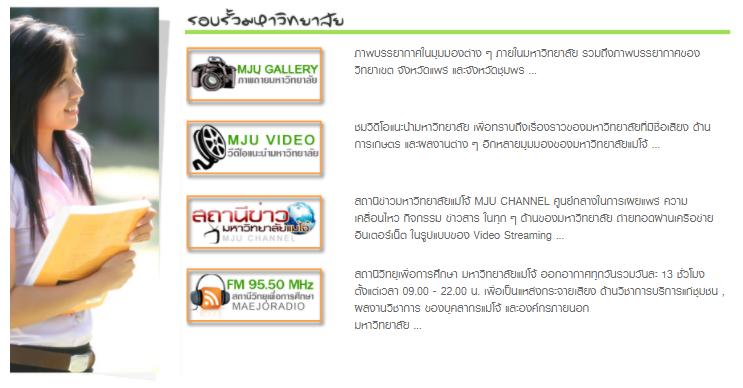 รอบรั้วมหาวิทยาลัย
MJU GALLERY
ภาพถ่ายมหาวิทยาลัย
ภาพบรรยากาศในมุมมองต่าง ๆ ภายในมหาวิทยาลัย รวมถึงภาพบรรยากาศของ
วิทยาเขต จังหวัดแพร่ และจังหวัดชุมพร ...
MJU VIDEO
วีดีโอแนะนำมหาวิทยาลัย
ชมวิดีโอแนะนำมหาวิทยาลัย เพื่อทราบถึงเรื่องราวของมหาวิทยาลัยที่มีชื่อเสียง ด้าน
การเกษตร และผลงานต่าง ๆ อีกหลายมุมมองของมหาวิทยาลัยแม่โจ้ ...
สถานีข่าว
มหาวิทยาลัยแม่โจ้
MJU CHANNEL
สถานีข่าวมหาวิทยาลัยแม่โจ้ MJU CHANNEL ศูนย์กลางในการเผยแพร่ ความ
เคลื่อนไหว กิจกรรม ข่าวสาร ในทุก ๆ ด้านของมหาวิทยาลัย ถ่ายทอดผ่านเครือข่าย
อินเตอร์เน็ต ในรูปแบบของ Video Streaming ...
FM 95.50 MHz
สถานีวิทยุเพื่อการศึกษา
MAEJORADIO
สถานีวิทยุเพื่อการศึกษา มหาวิทยาลัยแม่โจ้ ออกอากาศทุกวันรวมวันละ 13 ชั่วโมง
ตั้งแต่เวลา 09.00 - 22.00 น. เพื่อเป็นแหล่งกระจายเสียง ด้านวิชาการบริการแก่ชุมชน ,
ผลงานวิชาการ ของบุคลากรแม่โจ้ และองค์กรภายนอก
มหาวิทยาลัย ...